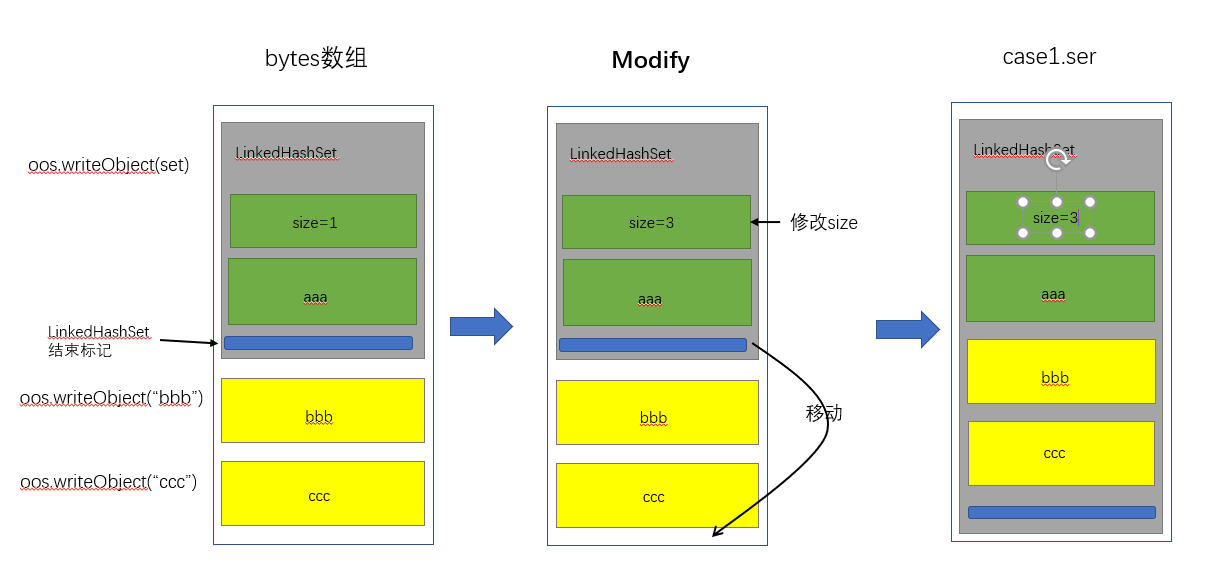 bytes数组
Modify
case1.ser
oos.writeObject(set)
LinkedHashSet
size=1
aaa
LinkedHashSet
结束标记
oos.writeObject(“bbb”)
bbb
oos.writeObject(“ccc”)
ccc
LinkedHashSet
size=3
修改size
aaa
移动
bbb
ccc
LinkedHashSet
size=3
aaa
bbb
ccc